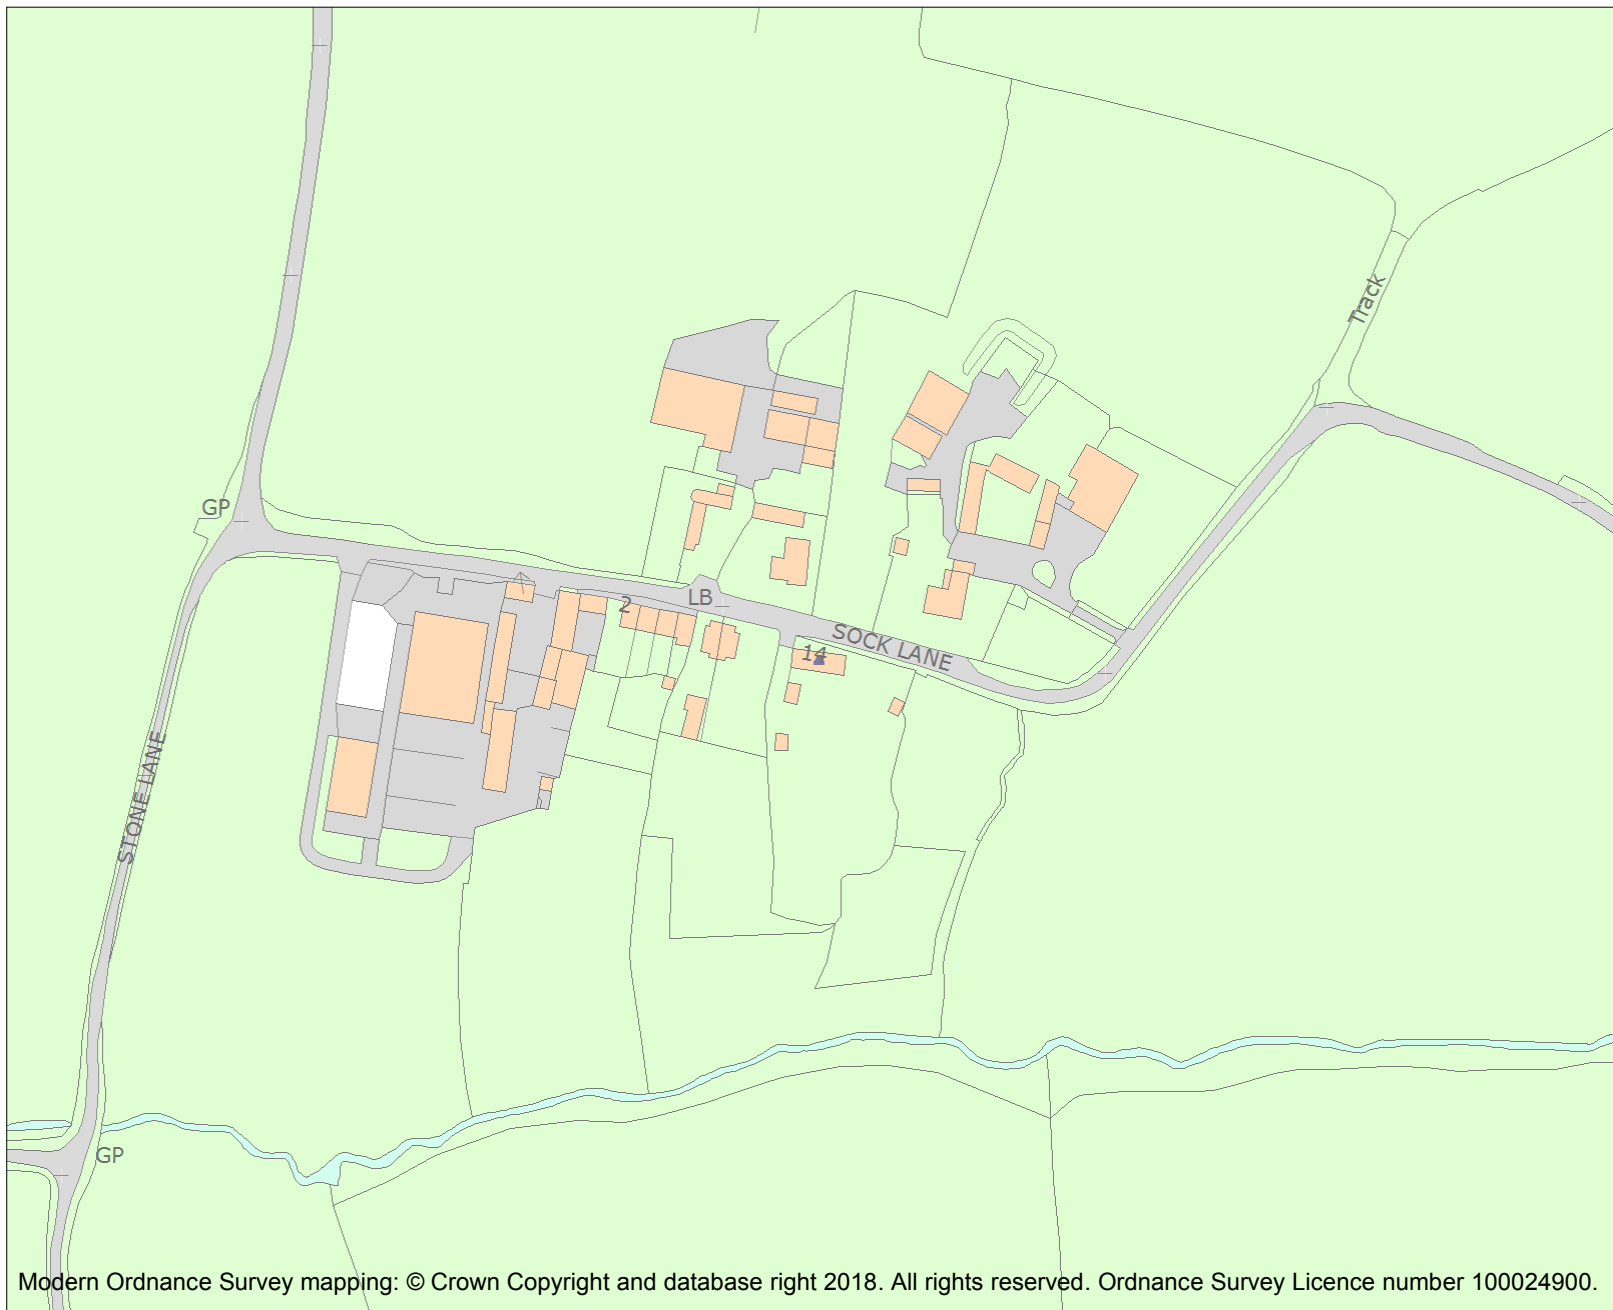 Track
GP
2
LB
SOCK LANE
14
STONE LANE
GP
Modern Ordnance Survey mapping: © Crown Copyright and database right 2018. All rights reserved. Ordnance Survey Licence number 100024900.